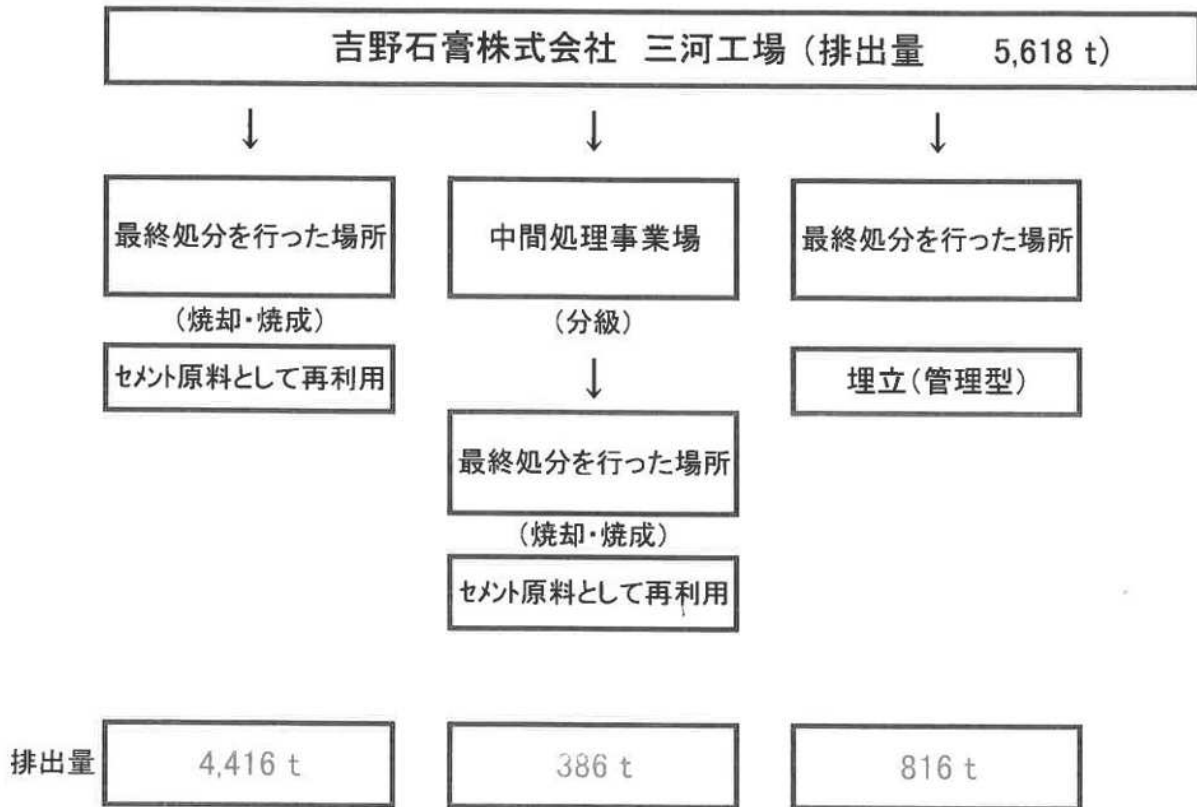 吉野石膏株式会社 三河工場 (排出量 5,618 t)
↓ ↓ ↓
最終処分を行った場所 中間処理事業場 最終処分を行った場所
(焼却・焼成) (分級)
セメント原料として再利用 ↓ 埋立(管理型)
最終処分を行った場所
(焼却・焼成)
セメント原料として再利用
排出量 4,416 t 386 t 816 t